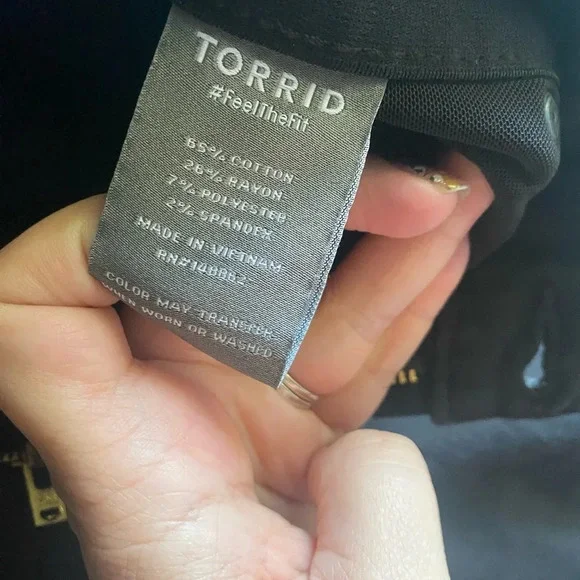 TORRID
#FeelTheFit
65% COTTON
26% RAYON
7% POLYESTER
2% SPANDEX
MADE IN VIETNAM
RN#148862
COLOR MAY TRANSFER
WHEN WORN OR WASHED